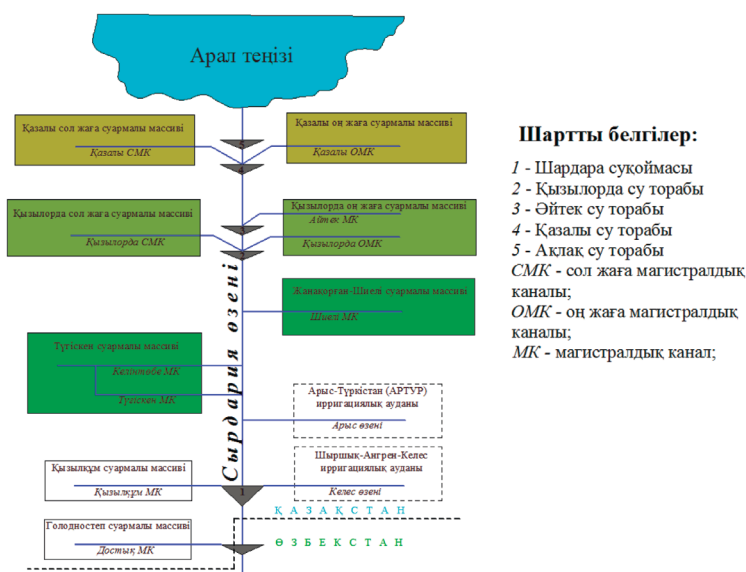 Арал теңізі
Қазалы сол жаға суармалы массиві
Қазалы СМК
Қазалы оң жаға суармалы массиві
Қазалы ОМК
5
4
Қызылорда сол жаға суармалы массиві
Қызылорда СМК
Қызылорда оң жаға суармалы массиві
Айтек МК
Қызылорда ОМК
3
2
Жаңақорған-Шиелі суармалы массиві
Шиелі МК
Сырдария өзені
Түгіскен суармалы массиві
Келінтөбе МК
Түгіскен МК
Арыс-Түркістан (АРТУР)
ирригациялық ауданы
Арыс өзені
Қызылқұм суармалы массиві
Қызылқұм МК
1
Шыршық-Ангрен-Келес
ирригациялық ауданы
Келес өзені
ҚАЗАҚСТАН
Голодностеп суармалы массиві
Достық МК
ӨЗБЕКСТАН
Шартты белгілер:
1 - Шардара суқоймасы
2 - Қызылорда су торабы
3 - Әйтек су торабы
4 - Қазалы су торабы
5 - Ақлақ су торабы
СМК - сол жаға магистралдық
каналы;
ОМК - оң жаға магистралдық
каналы;
МК - магистралдық канал;